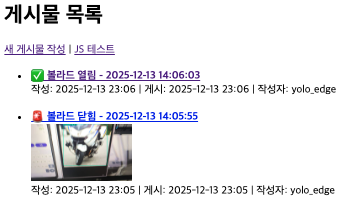 게시물 목록
새 게시물 작성 | JS 테스트
✅ 볼라드 열림 - 2025-12-13 14:06:03
작성: 2025-12-13 23:06 | 게시: 2025-12-13 23:06 | 작성자: yolo_edge
🚨 볼라드 닫힘 - 2025-12-13 14:05:55
작성: 2025-12-13 23:05 | 게시: 2025-12-13 23:05 | 작성자: yolo_edge